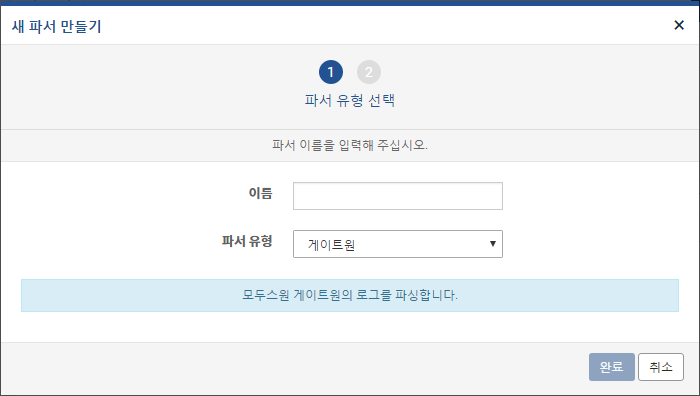 새 파서 만들기
×
1 2
파서 유형 선택
파서 이름을 입력해 주십시오.
이름
파서 유형 게이트원
모두스원 게이트원의 로그를 파싱합니다.
완료 취소